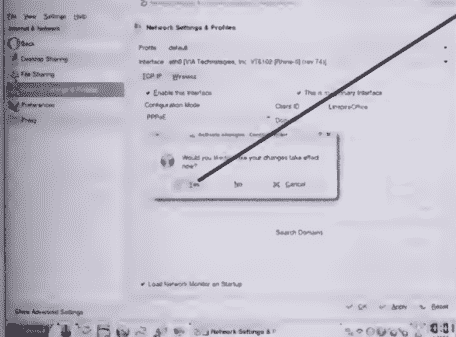 File View Settings Help
Internet & Network
Network Settings & Profiles
Back
Profile default
Desktop Sharing
Interface eth0 [VIA Technologies, Inc. VT6102 [Rhine-II] (rev 74)]
File Sharing
TCP/IP Wireless
Enable this Interface
This is Primary Interface
Preferences
Configuration Mode
Client ID LinspireOffice
Proxy
PPPoE
Would you like your changes take effect
now?
Yes No Cancel
Search Domains
Load Network Monitor on Startup
Show Advanced Settings
OK Apply Reset
Network Settings & P
10:01